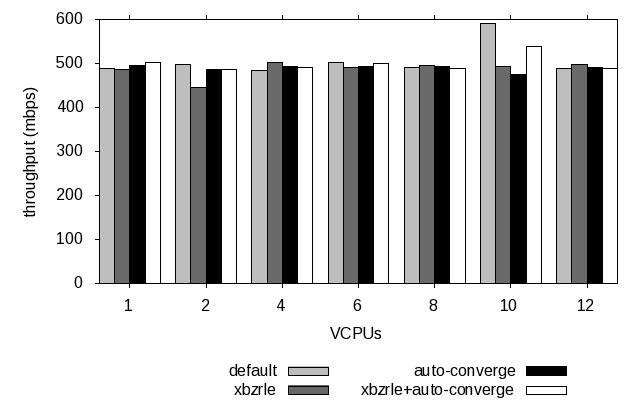 600
500
400
300
200
100
0
throughput (mbps)
1 2 4 6 8 10 12
VCPUs
default auto-converge
xbzrle xbzrle+auto-converge